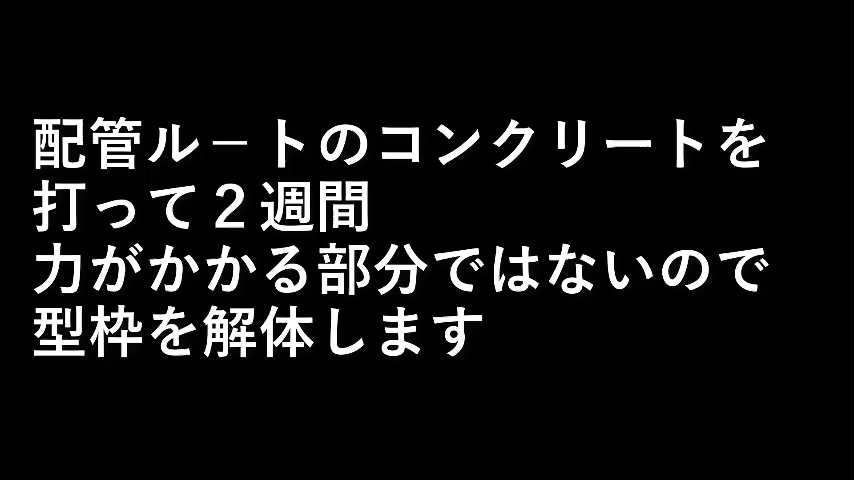 配管ル−トのコンクリートを
打って２週間
力がかかる部分ではないので
型枠を解体します